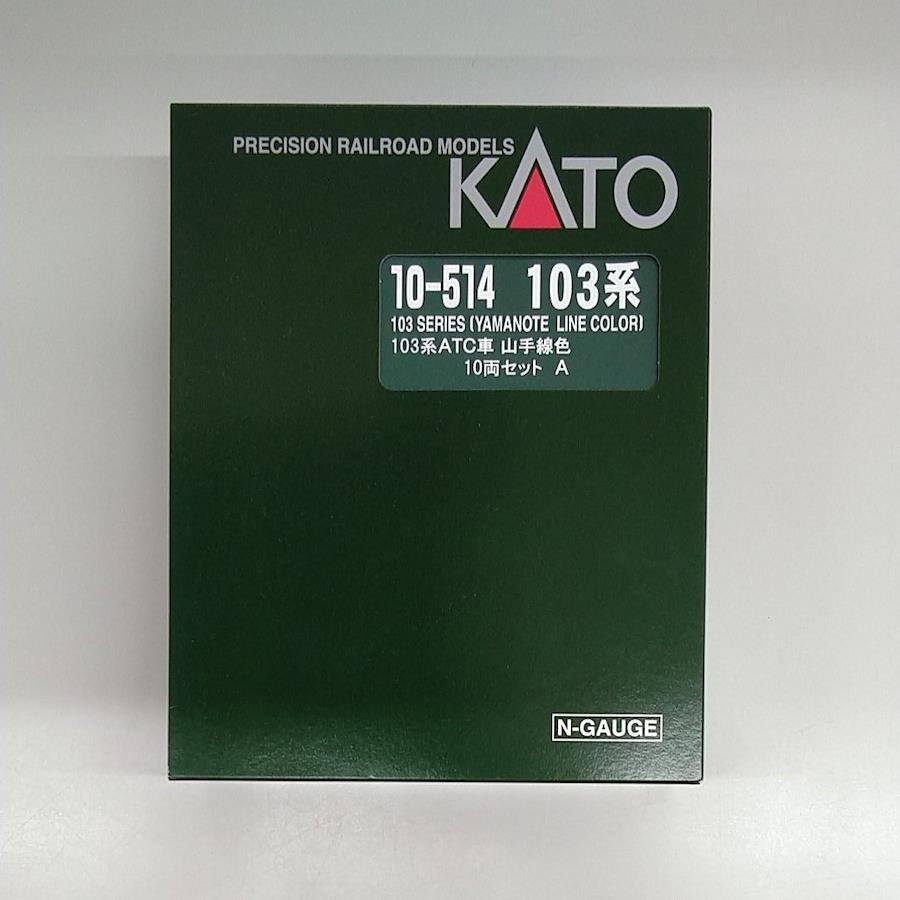 PRECISION RAILROAD MODELS
KATO
10-514 103系
103 SERIES (YAMANOTE LINE COLOR)
103系ATC車 山手線色
10両セット A
N-GAUGE